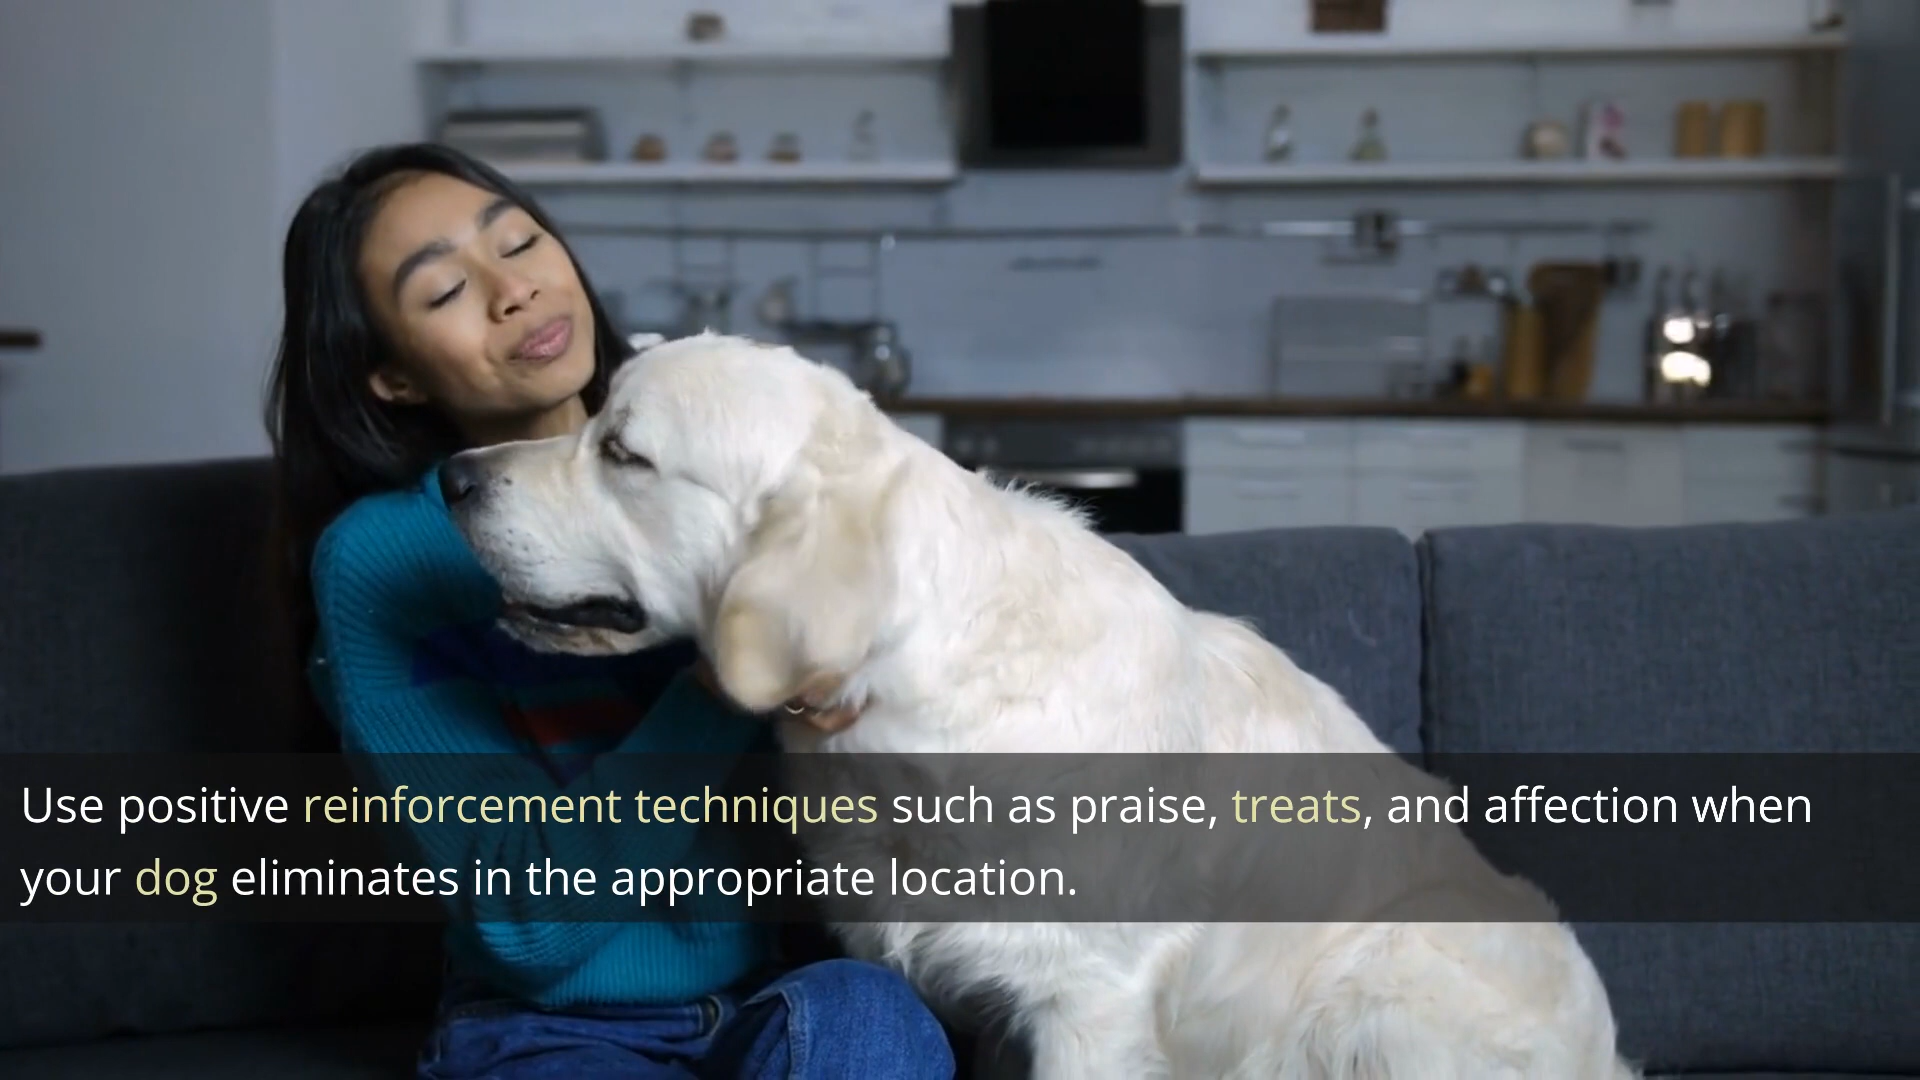 Use positive reinforcement techniques such as praise, treats, and affection when
your dog eliminates in the appropriate location.